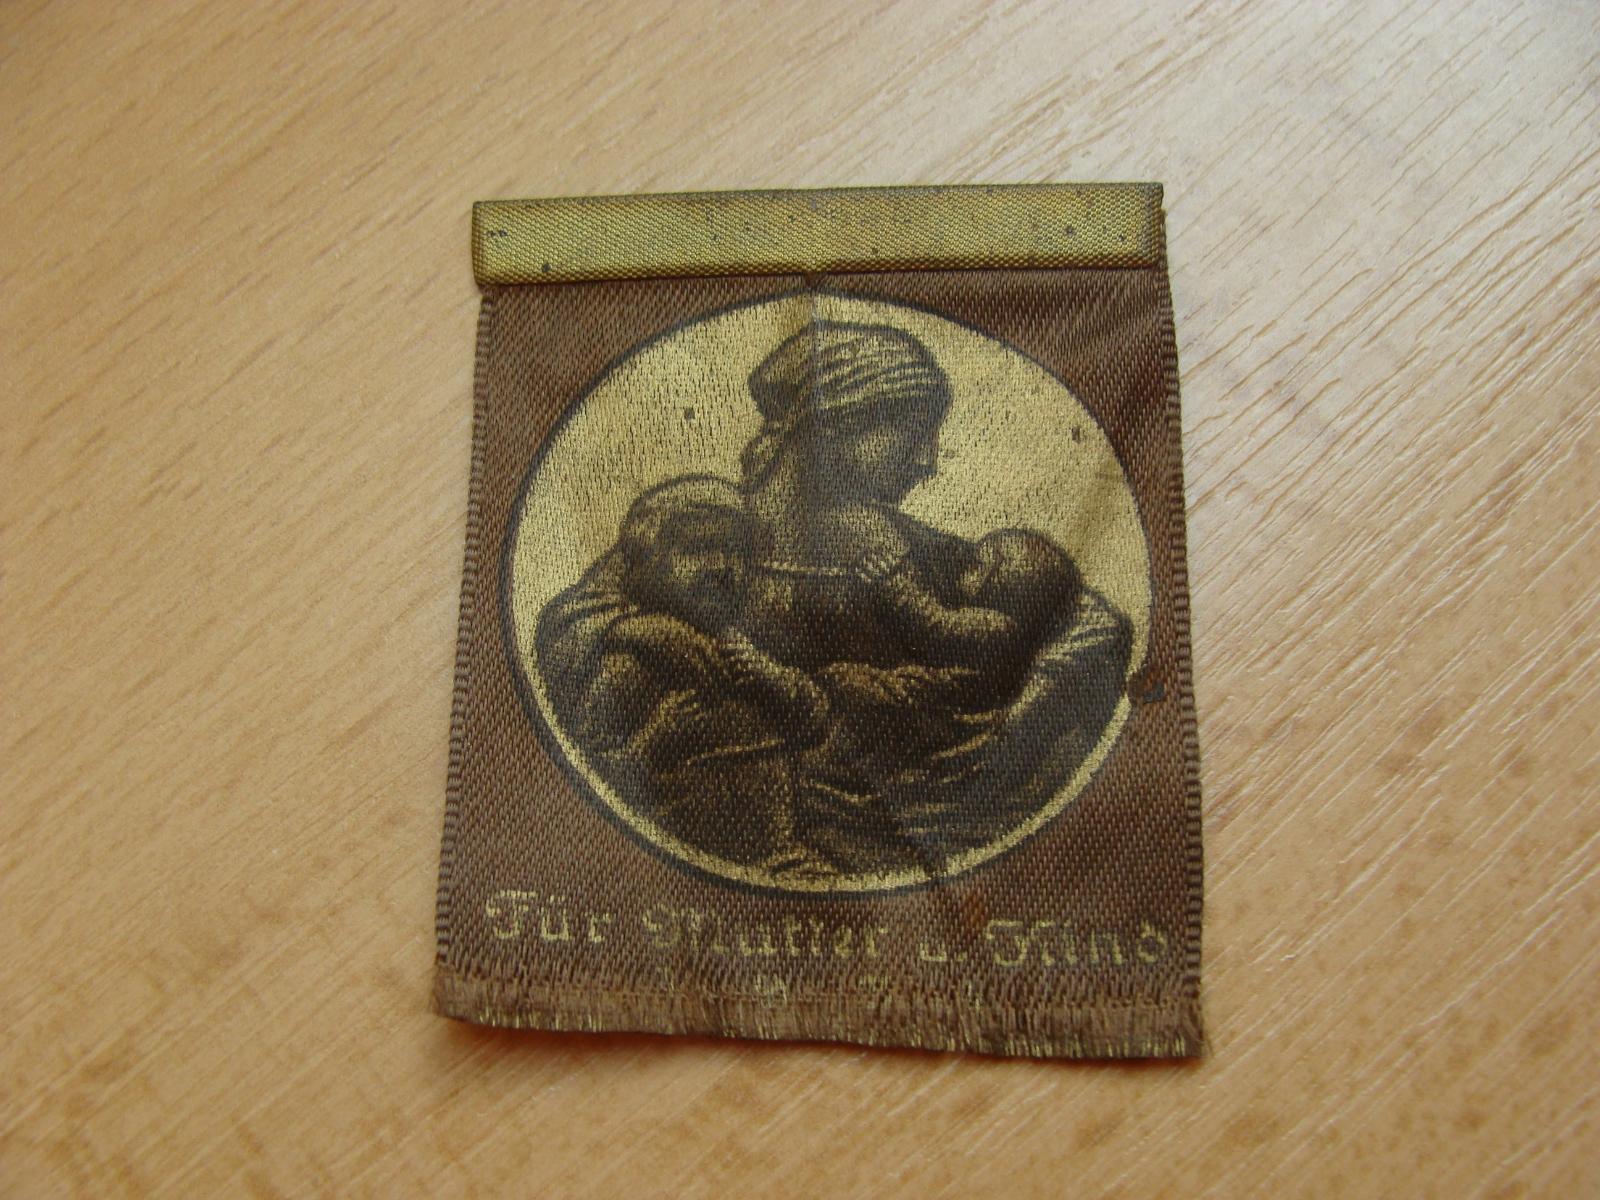 Für Mutter u. Kind